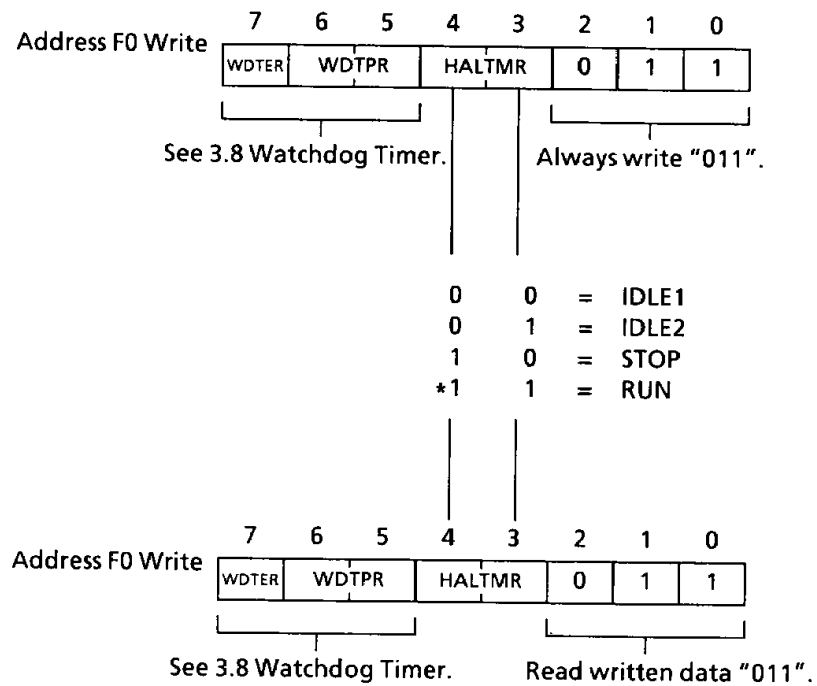 7 6 5 4 3 2 1 0
Address F0 Write WDTER WDTPR HALTMR 0 1 1
See 3.8 Watchdog Timer. Always write "011".
0 0 = IDLE1
0 1 = IDLE2
1 0 = STOP
*1 1 = RUN
7 6 5 4 3 2 1 0
Address F0 Write WDTER WDTPR HALTMR 0 1 1
See 3.8 Watchdog Timer. Read written data "011".